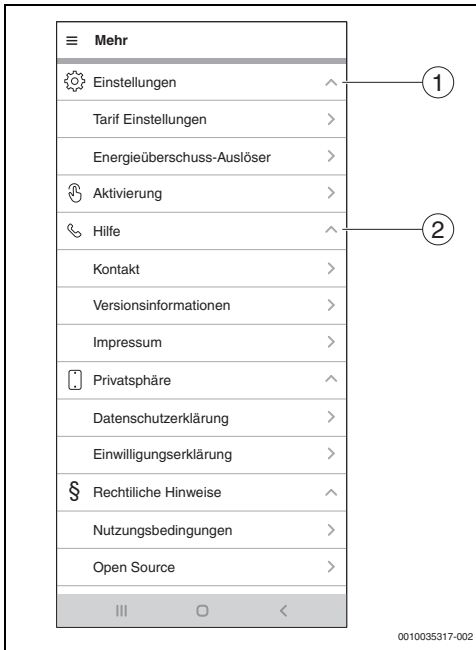 Mehr
Einstellungen
1
Tarif Einstellungen
Energieüberschuss-Auslöser
Aktivierung
Hilfe
2
Kontakt
Versionsinformationen
Impressum
Privatsphäre
Datenschutzerklärung
Einwilligungserklärung
§ Rechtliche Hinweise
Nutzungsbedingungen
Open Source
0010035317-002